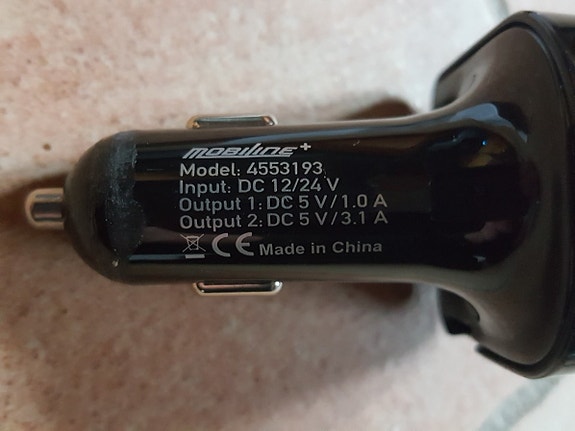 MOBILINE+
Model: 4553193
Input: DC 12/24 V
Output 1: DC 5 V/1.0 A
Output 2: DC 5 V/3.1 A
CE Made in China